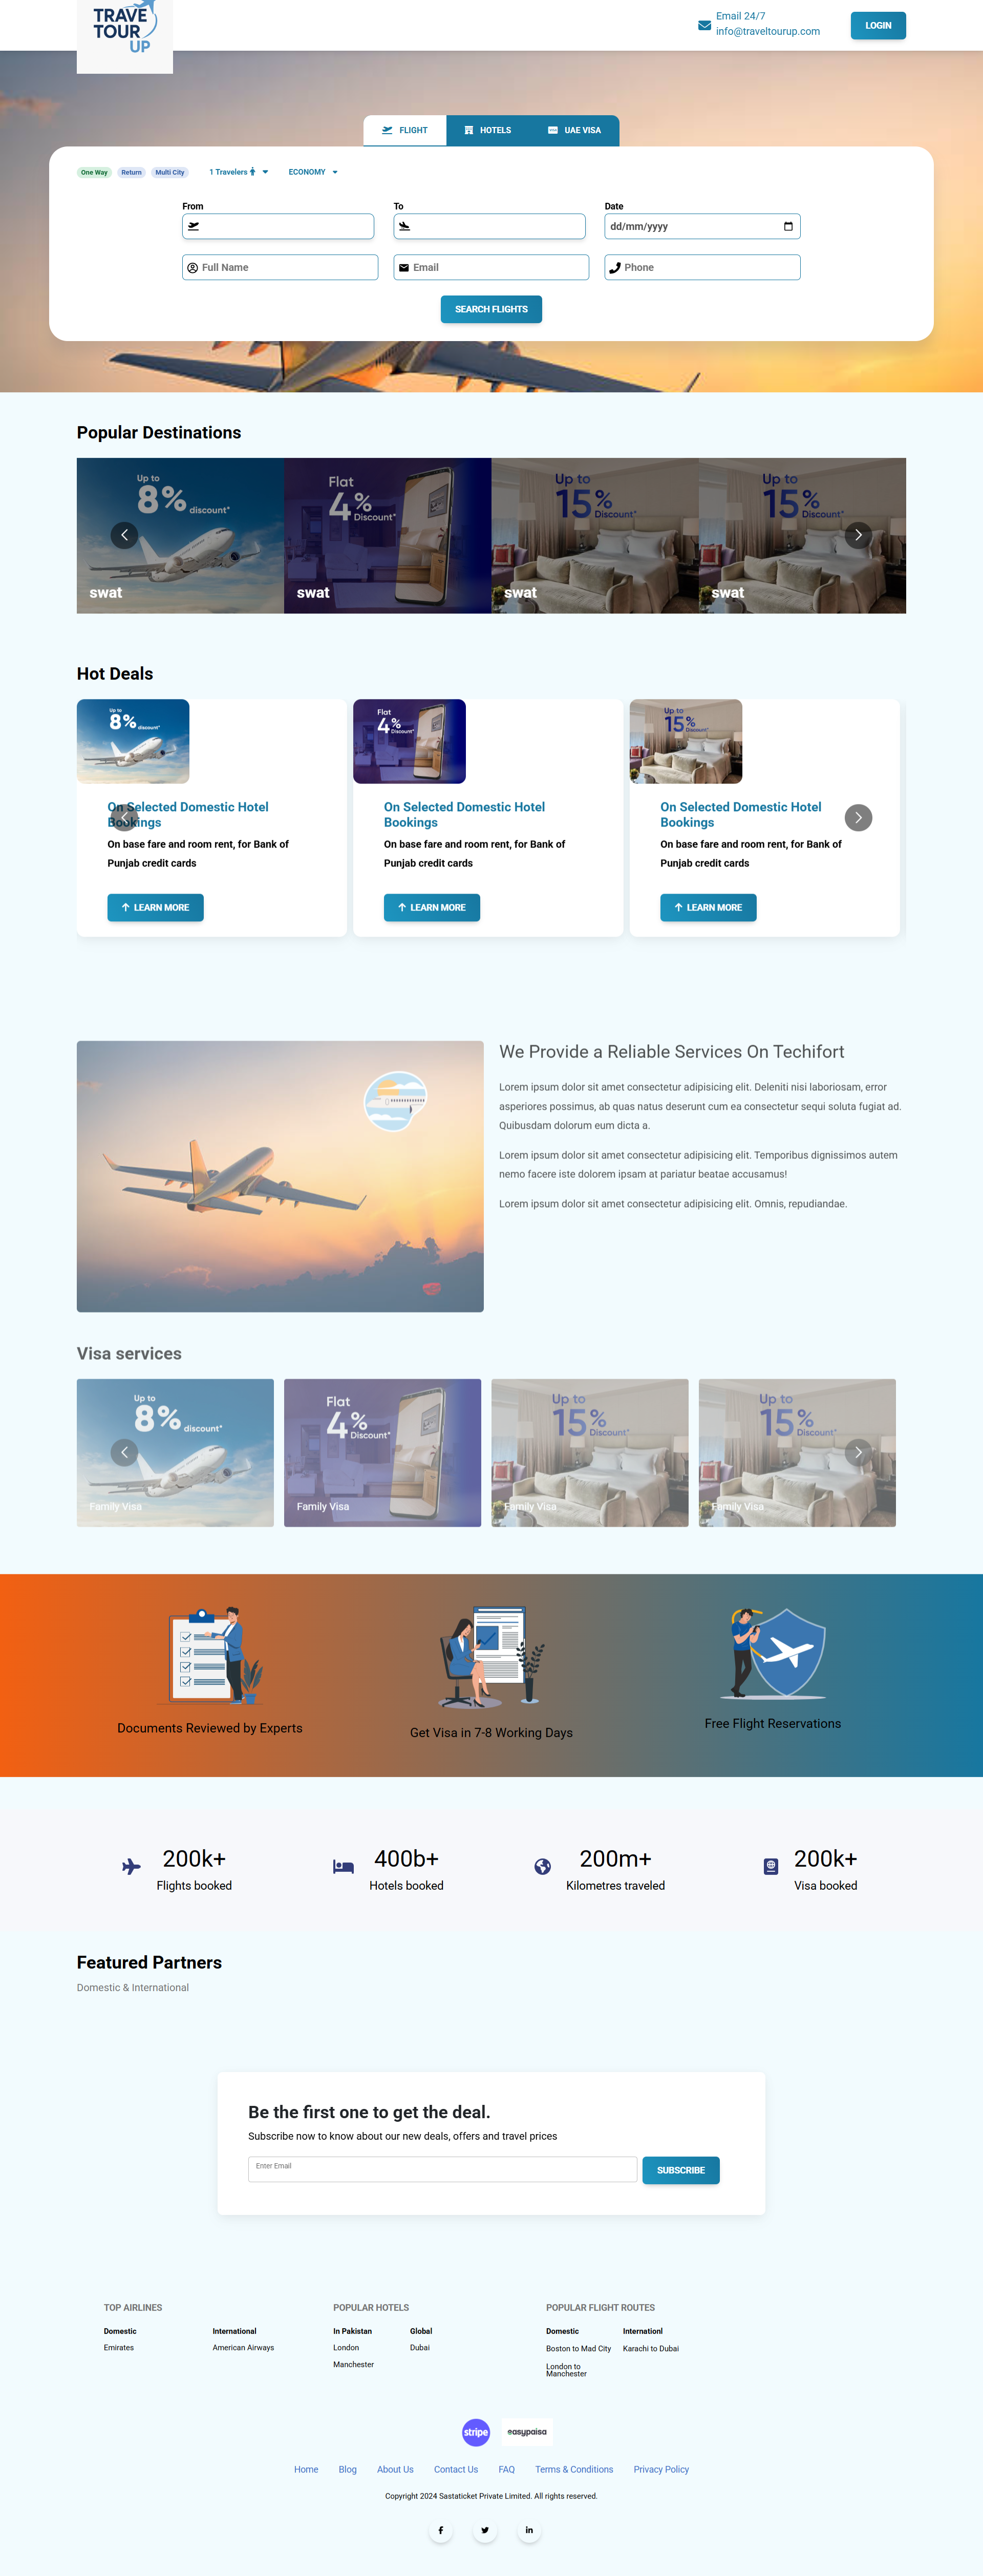 TRAVE
TOUR
UP
Email 24/7
info@traveltourup.com
LOGIN
FLIGHT
HOTELS
UAE VISA
One Way
Return
Multi City
1 Travelers
ECONOMY
From
To
Date
dd/mm/yyyy
Full Name
Email
Phone
SEARCH FLIGHTS
Popular Destinations
Up to
8%
discount*
swat
Flat
4%
Discount*
swat
Up to
15%
Discount*
swat
Up to
15%
Discount*
swat
Hot Deals
Up to
8%
discount*
On Selected Domestic Hotel
Bookings
On base fare and room rent, for Bank of
Punjab credit cards
LEARN MORE
Flat
4%
Discount*
On Selected Domestic Hotel
Bookings
On base fare and room rent, for Bank of
Punjab credit cards
LEARN MORE
Up to
15%
Discount*
On Selected Domestic Hotel
Bookings
On base fare and room rent, for Bank of
Punjab credit cards
LEARN MORE
We Provide a Reliable Services On Techifort
Lorem ipsum dolor sit amet consectetur adipisicing elit. Deleniti nisi laboriosam, error
asperiores possimus, ab quas natus deserunt cum ea consectetur sequi soluta fugiat ad.
Quibusdam dolorum eum dicta a.
Lorem ipsum dolor sit amet consectetur adipisicing elit. Temporibus dignissimos autem
nemo facere iste dolorem ipsam at pariatur beatae accusamus!
Lorem ipsum dolor sit amet consectetur adipisicing elit. Omnis, repudiandae.
Visa services
Up to
8%
discount*
Family Visa
Flat
4%
Discount*
Family Visa
Up to
15%
Discount*
Family Visa
Up to
15%
Discount*
Family Visa
Documents Reviewed by Experts
Get Visa in 7-8 Working Days
Free Flight Reservations
200k+
Flights booked
400b+
Hotels booked
200m+
Kilometres traveled
200k+
Visa booked
Featured Partners
Domestic & International
Be the first one to get the deal.
Subscribe now to know about our new deals, offers and travel prices
Enter Email
SUBSCRIBE
TOP AIRLINES
Domestic
Emirates
International
American Airways
POPULAR HOTELS
In Pakistan
London
Manchester
Global
Dubai
POPULAR FLIGHT ROUTES
Domestic
Boston to Mad City
London to
Manchester
Internationl
Karachi to Dubai
stripe
easypaisa
Home
Blog
About Us
Contact Us
FAQ
Terms & Conditions
Privacy Policy
Copyright 2024 Sastaticket Private Limited. All rights reserved.